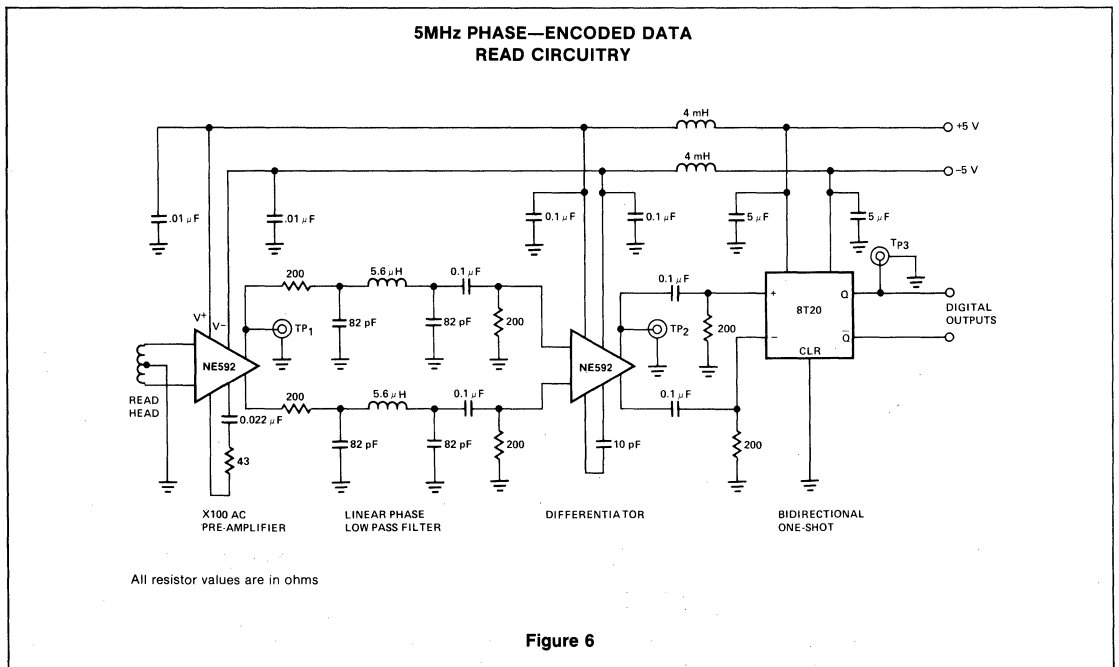 5MHz PHASE—ENCODED DATA
READ CIRCUITRY
4 mH
+5 V
4 mH
−5 V
.01 μF
.01 μF
0.1 μF
0.1 μF
5 μF
5 μF
TP3
200
5.6 μH
0.1 μF
0.1 μF
V+
V−
TP1
82 pF
82 pF
200
TP2
200
+
8T20
Q
DIGITAL
OUTPUTS
−
Q̅
CLR
NE592
NE592
READ
HEAD
200
5.6 μH
0.1 μF
0.1 μF
0.022 μF
43
82 pF
82 pF
200
10 pF
200
X100 AC
PRE-AMPLIFIER
LINEAR PHASE
LOW PASS FILTER
DIFFERENTIATOR
BIDIRECTIONAL
ONE-SHOT
All resistor values are in ohms
Figure 6